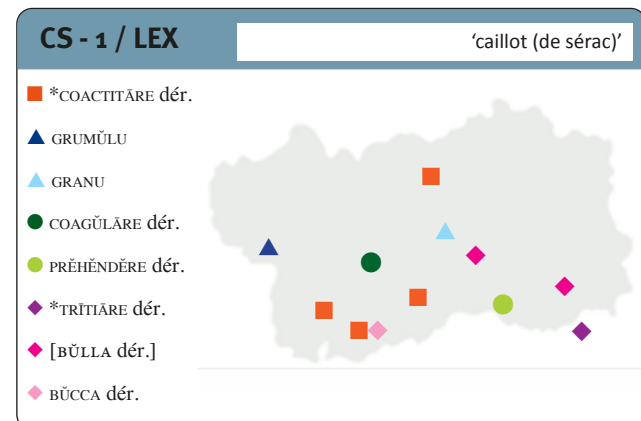 CS - 1 / LEX
‘caillot (de sérac)’
*COACTITĀRE dér.
GRUMŬLU
GRANU
COAGŬLĀRE dér.
PRĔHĔNDĔRE dér.
*TRĪTIĀRE dér.
[BŬLLA dér.]
BŬCCA dér.